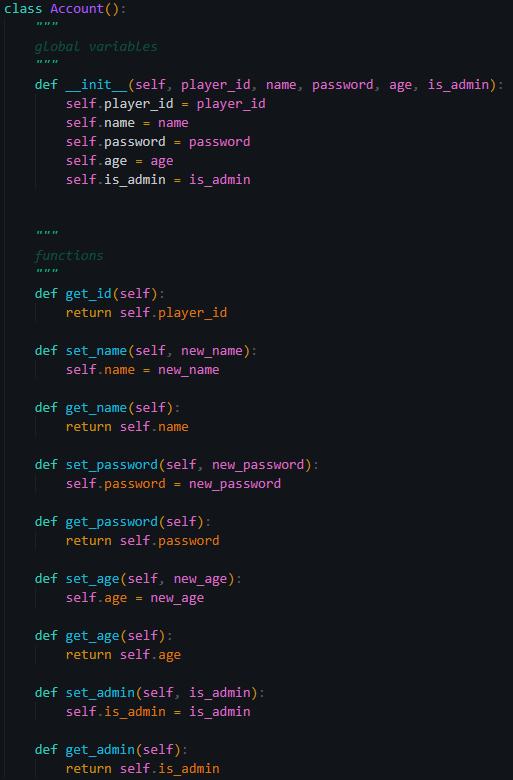 class Account():
    """
    global variables
    """
    def __init__(self, player_id, name, password, age, is_admin):
        self.player_id = player_id
        self.name = name
        self.password = password
        self.age = age
        self.is_admin = is_admin
    """
    functions
    """
    def get_id(self):
        return self.player_id
    def set_name(self, new_name):
        self.name = new_name
    def get_name(self):
        return self.name
    def set_password(self, new_password):
        self.password = new_password
    def get_password(self):
        return self.password
    def set_age(self, new_age):
        self.age = new_age
    def get_age(self):
        return self.age
    def set_admin(self, is_admin):
        self.is_admin = is_admin
    def get_admin(self):
        return self.is_admin